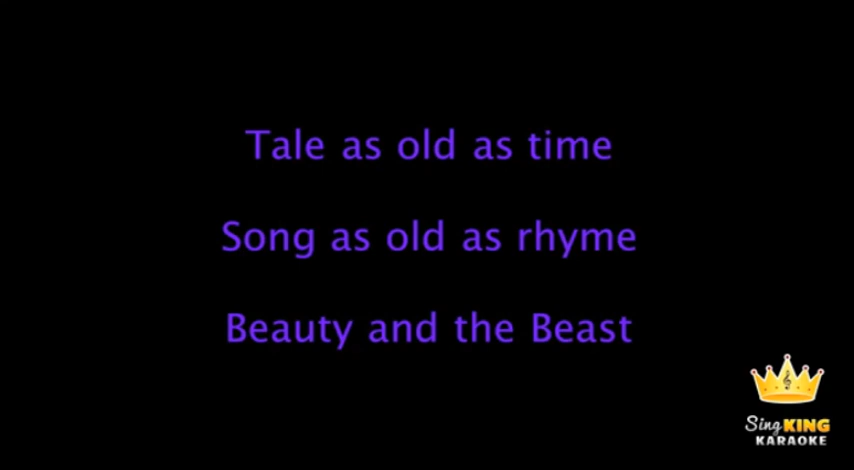 Tale as old as time
Song as old as rhyme
Beauty and the Beast
Sing KING
KARAOKE